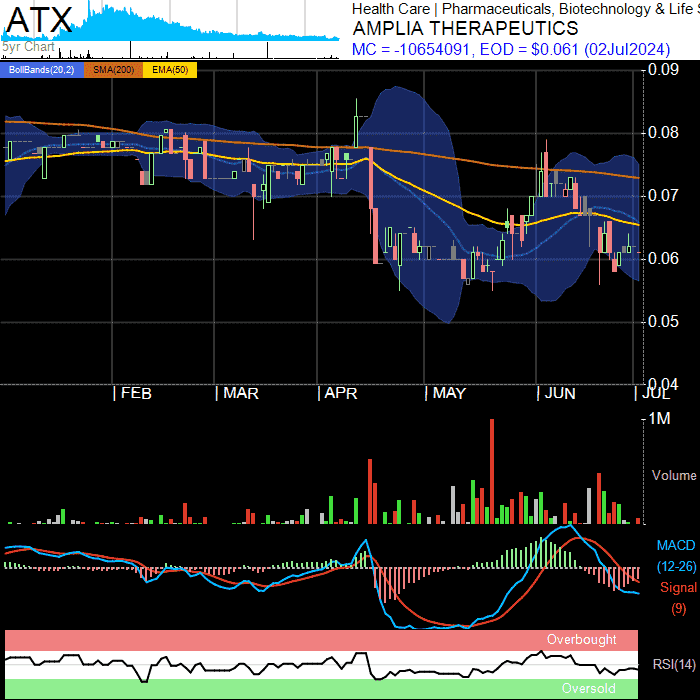 ATX
5yr Chart
Health Care | Pharmaceuticals, Biotechnology & Life S
AMPLIA THERAPEUTICS
MC = -10654091, EOD = $0.061 (02Jul2024)
BollBands(20,2) SMA(200) EMA(50)
0.09
0.08
0.07
0.06
0.05
0.04
FEB MAR APR MAY JUN JUL
1M
Volume
MACD
(12-26)
Signal
(9)
Overbought
RSI(14)
Oversold